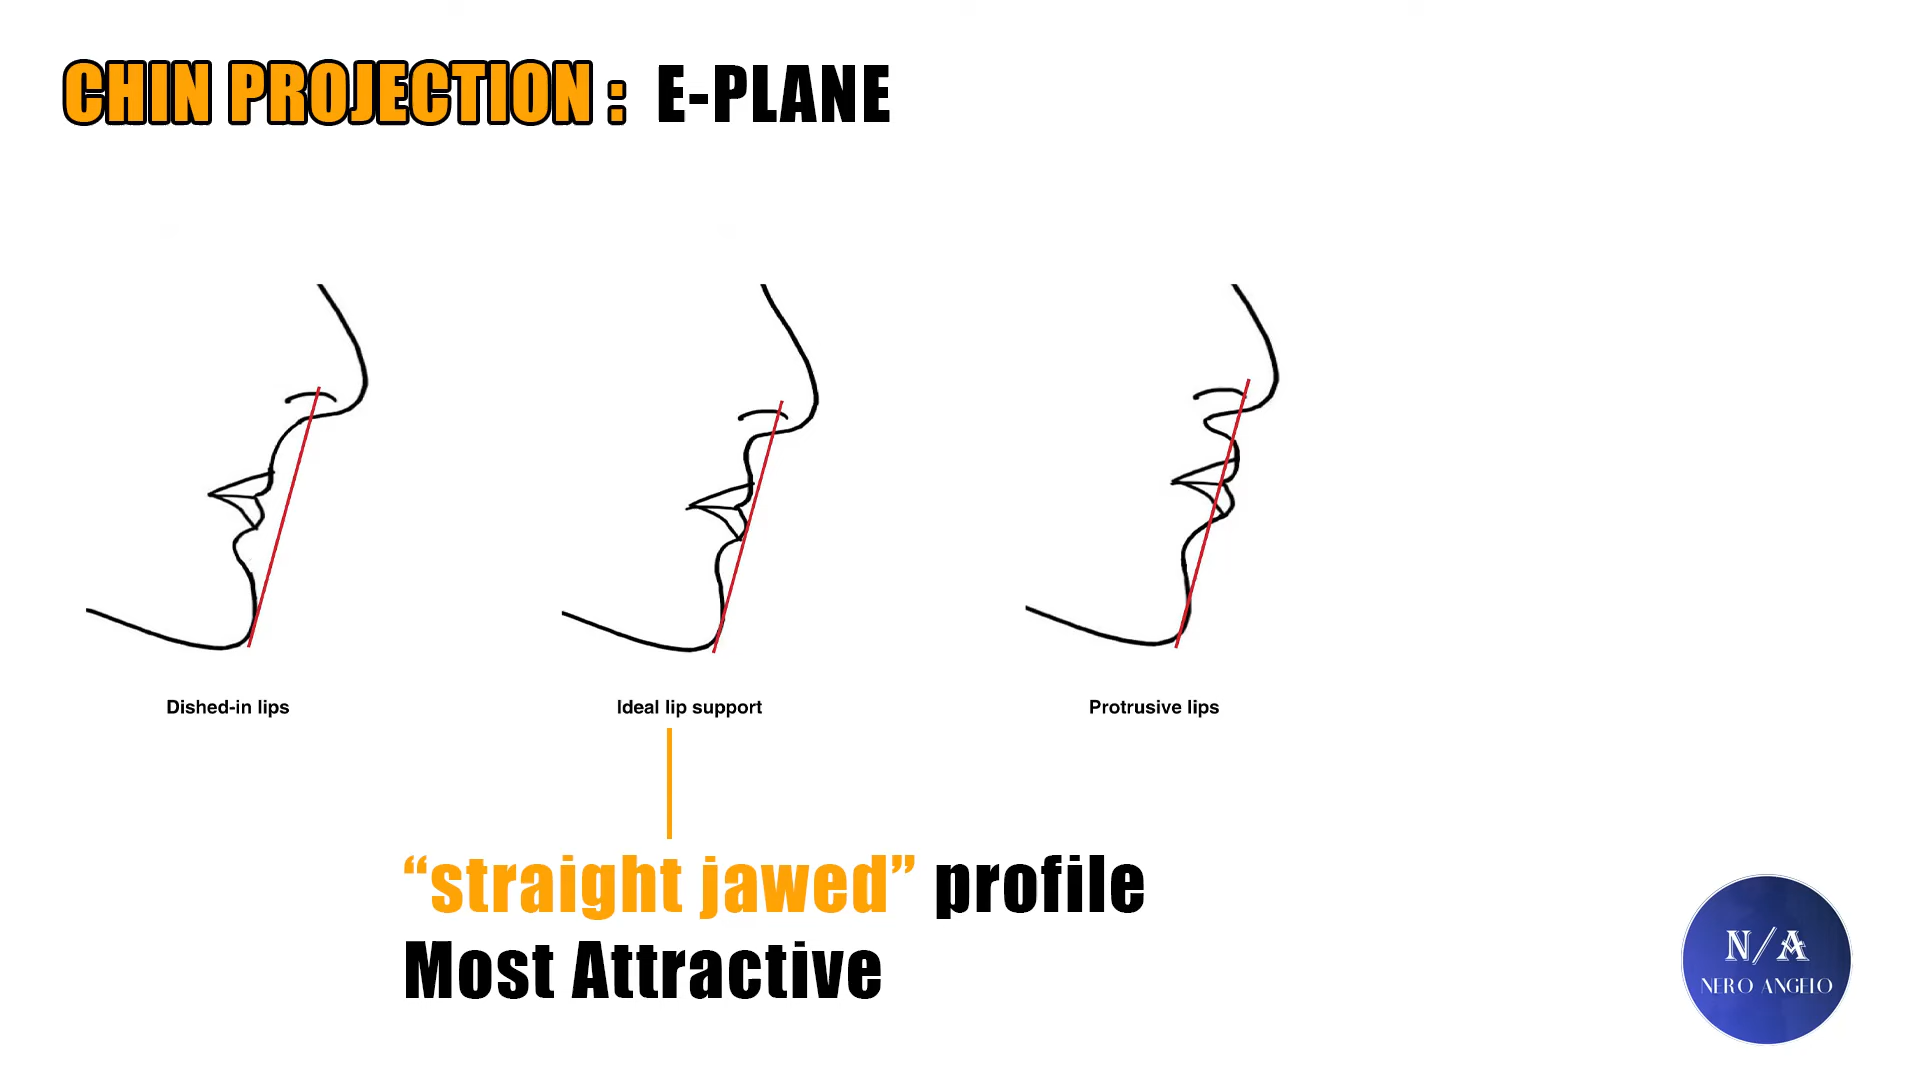 CHIN PROJECTION : E-PLANE
Dished-in lips
Ideal lip support
Protrusive lips
“straight jawed” profile
Most Attractive
N/A
NERO ANGELO